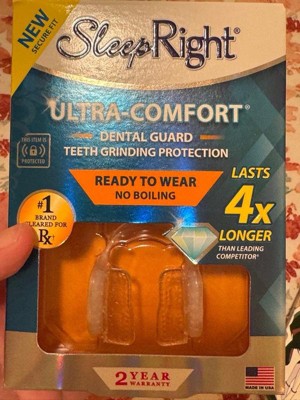 NEW
SECURE FIT
SleepRight®
ULTRA-COMFORT®
DENTAL GUARD
TEETH GRINDING PROTECTION
THIS ITEM IS
PROTECTED
READY TO WEAR
NO BOILING
LASTS
4x
LONGER
THAN LEADING
COMPETITOR*
#1
BRAND
CLEARED FOR
Rx
2 YEAR
WARRANTY
MADE IN USA